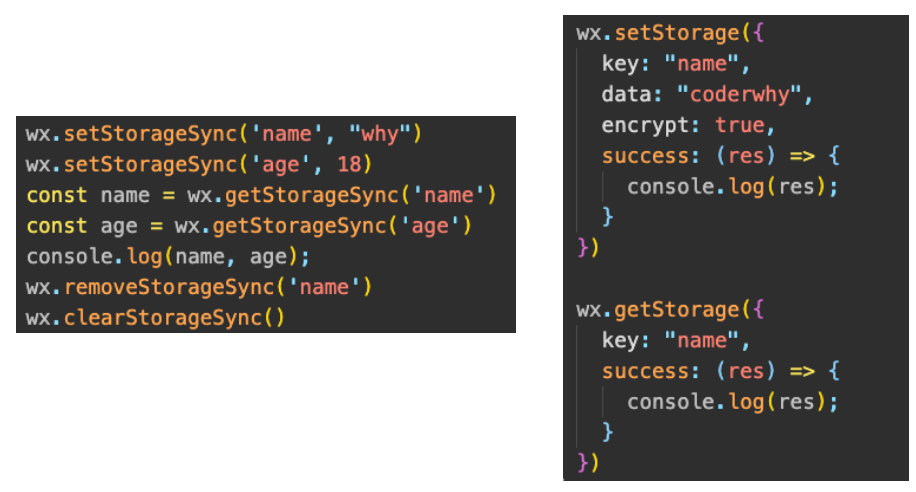 wx.setStorageSync('name', "why")
wx.setStorageSync('age', 18)
const name = wx.getStorageSync('name')
const age = wx.getStorageSync('age')
console.log(name, age);
wx.removeStorageSync('name')
wx.clearStorageSync()
wx.setStorage({
  key: "name",
  data: "coderwhy",
  encrypt: true,
  success: (res) => {
    console.log(res);
  }
})
wx.getStorage({
  key: "name",
  success: (res) => {
    console.log(res);
  }
})